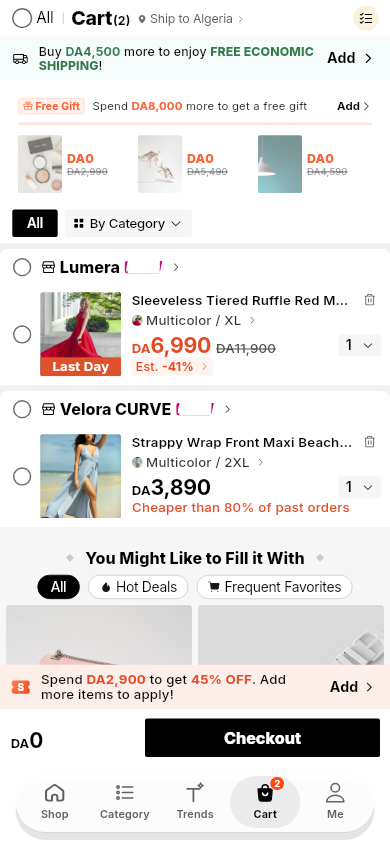 All
Cart(2)
Ship to Algeria
Buy DA4,500 more to enjoy FREE ECONOMIC SHIPPING!
Add
Free Gift
Spend DA8,000 more to get a free gift
Add
DA0
DA2,990
DA0
DA5,490
DA0
DA4,590
All
By Category
Lumera
Sleeveless Tiered Ruffle Red M...
Multicolor / XL
DA6,990 DA11,900
1
Est. -41%
Last Day
Velora CURVE
Strappy Wrap Front Maxi Beach...
Multicolor / 2XL
DA3,890
1
Cheaper than 80% of past orders
You Might Like to Fill it With
All
Hot Deals
Frequent Favorites
S
Spend DA2,900 to get 45% OFF. Add
more items to apply!
Add
DA0
Checkout
2
Shop
Category
Trends
Cart
Me